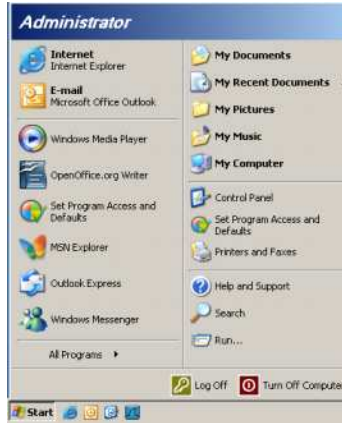 Administrator
Internet
Internet Explorer
E-mail
Microsoft Office Outlook
Windows Media Player
OpenOffice.org Writer
Set Program Access and
Defaults
MSN Explorer
Outlook Express
Windows Messenger
All Programs
My Documents
My Recent Documents
My Pictures
My Music
My Computer
Control Panel
Set Program Access and
Defaults
Printers and Faxes
Help and Support
Search
Run...
Log Off
Turn Off Compute
Start